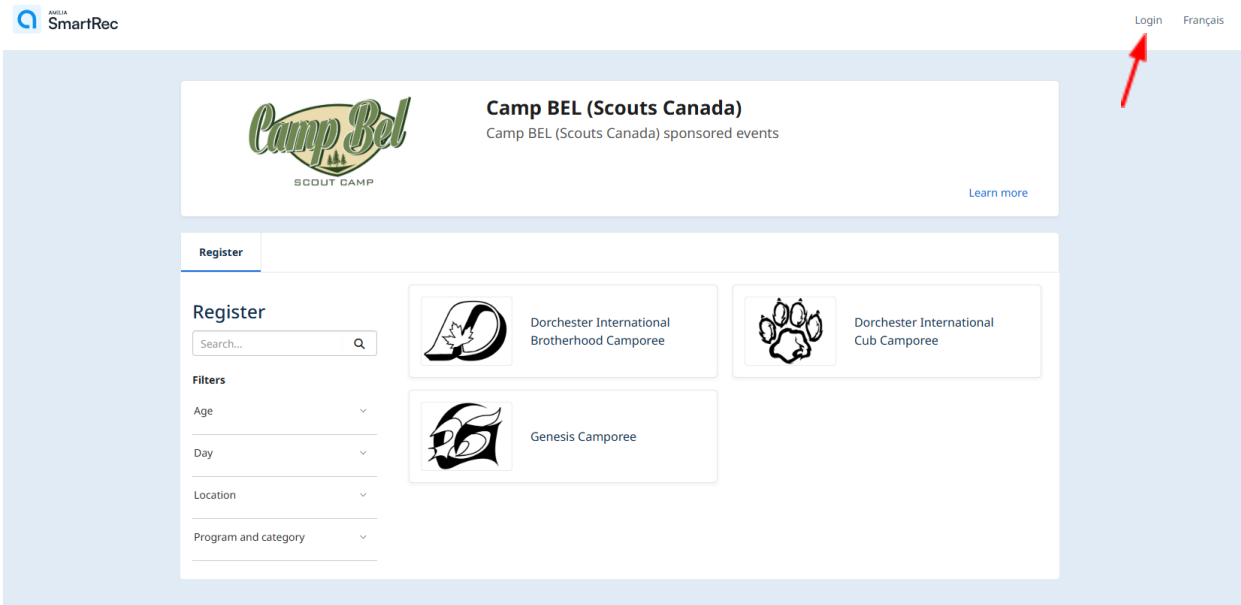 AMILIA
SmartRec
Login
Français
Camp Bel
SCOUT CAMP
Camp BEL (Scouts Canada)
Camp BEL (Scouts Canada) sponsored events
Learn more
Register
Register
Search...
Filters
Age
Day
Location
Program and category
Dorchester International
Brotherhood Camporee
Dorchester International
Cub Camporee
Genesis Camporee